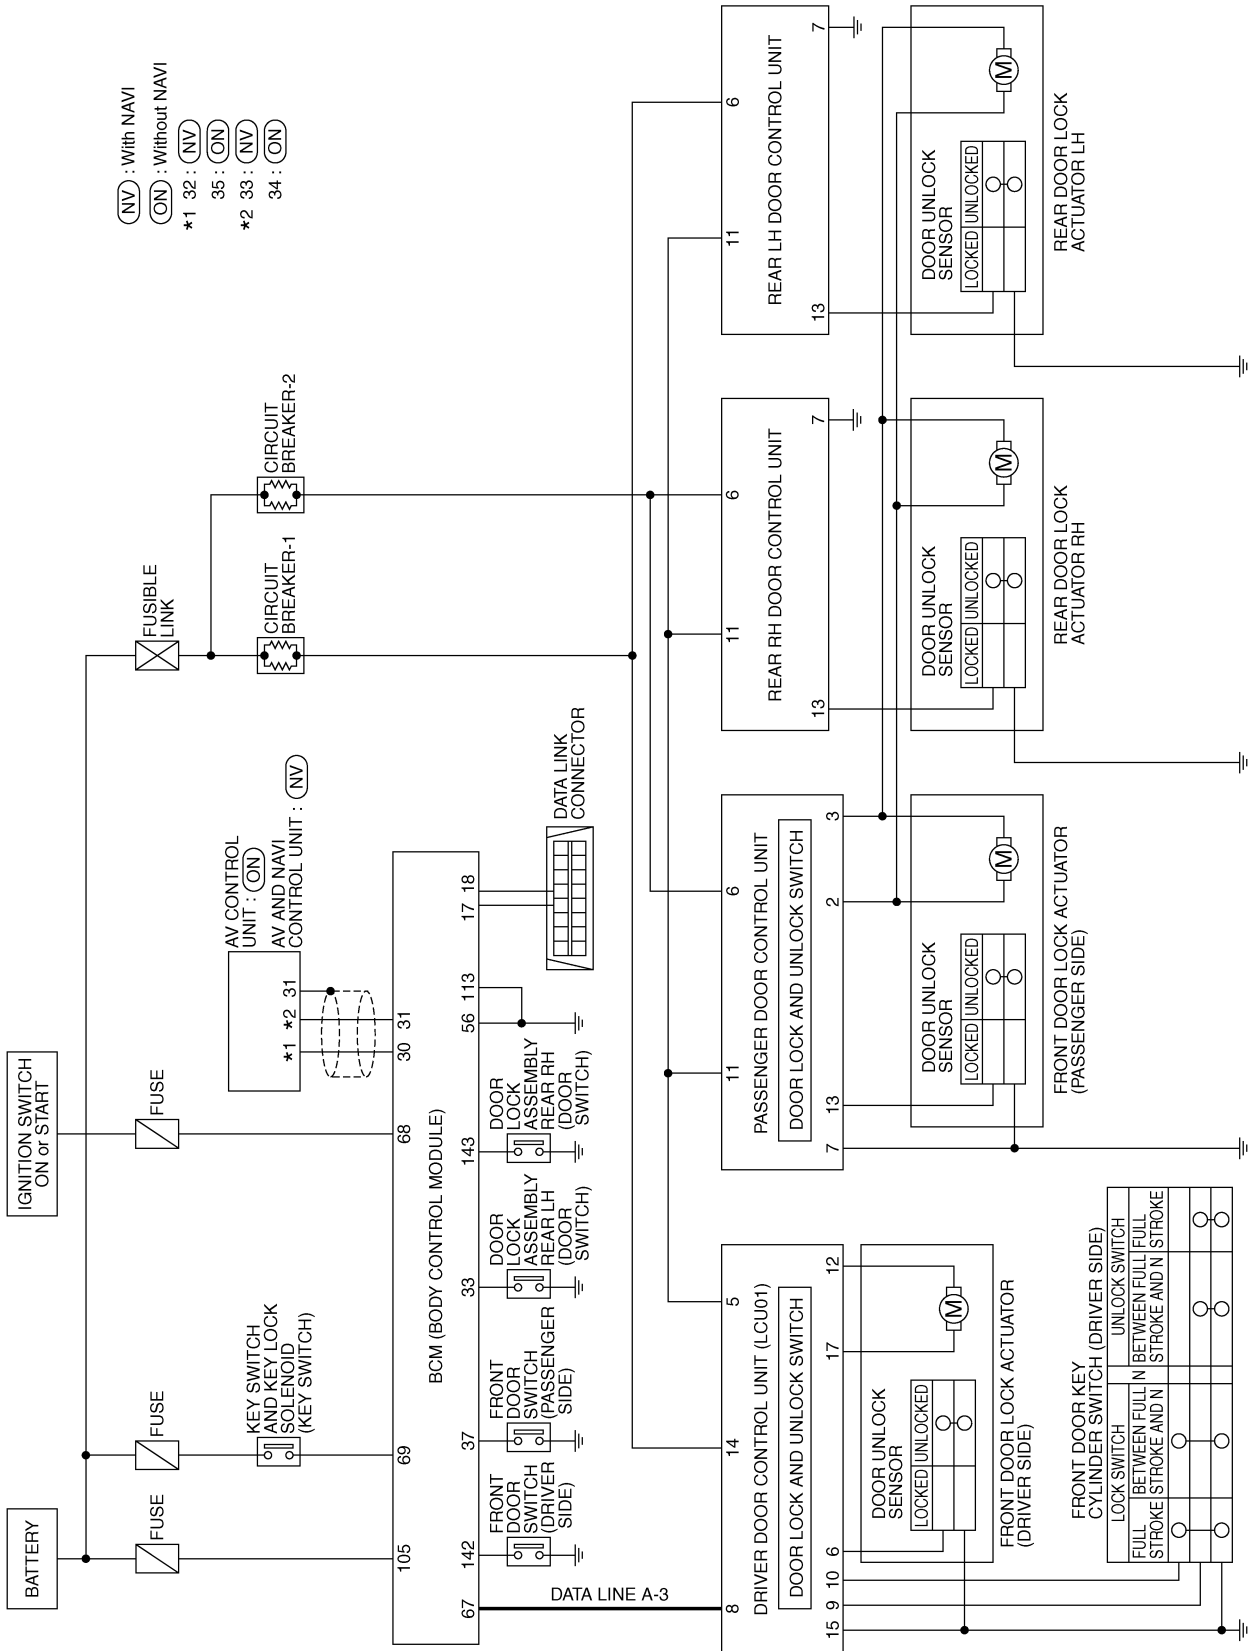 BATTERY
IGNITION SWITCH
ON or START
FUSE
FUSE
FUSE
FUSIBLE
LINK
NV : With NAVI
ON : Without NAVI
*1 32 : NV
35 : ON
*2 33 : NV
34 : ON
KEY SWITCH
AND KEY LOCK
SOLENOID
(KEY SWITCH)
AV CONTROL
UNIT : ON
AV AND NAVI
CONTROL UNIT : NV
*1 *2 31
CIRCUIT
BREAKER-1
CIRCUIT
BREAKER-2
105 69 68 30 31
BCM (BODY CONTROL MODULE)
67 142 37 33 143 56 113 17 18
FRONT
DOOR
SWITCH
(DRIVER
SIDE)
FRONT
DOOR
SWITCH
(PASSENGER
SIDE)
DOOR
LOCK
ASSEMBLY
REAR LH
(DOOR
SWITCH)
DOOR
LOCK
ASSEMBLY
REAR RH
(DOOR
SWITCH)
DATA LINK
CONNECTOR
DATA LINE A-3
8 14 5
DRIVER DOOR CONTROL UNIT (LCU01)
DOOR LOCK AND UNLOCK SWITCH
15 9 10 6 17 12
11 6
PASSENGER DOOR CONTROL UNIT
DOOR LOCK AND UNLOCK SWITCH
7 13 2 3
11 6
REAR RH DOOR CONTROL UNIT
13 7
11 6
REAR LH DOOR CONTROL UNIT
13 7
DOOR UNLOCK
SENSOR
LOCKED UNLOCKED
M
FRONT DOOR LOCK ACTUATOR
(DRIVER SIDE)
DOOR UNLOCK
SENSOR
LOCKED UNLOCKED
M
FRONT DOOR LOCK ACTUATOR
(PASSENGER SIDE)
DOOR UNLOCK
SENSOR
LOCKED UNLOCKED
M
REAR DOOR LOCK
ACTUATOR RH
DOOR UNLOCK
SENSOR
LOCKED UNLOCKED
M
REAR DOOR LOCK
ACTUATOR LH
FRONT DOOR KEY
CYLINDER SWITCH (DRIVER SIDE)
LOCK SWITCH N UNLOCK SWITCH
FULL STROKE
BETWEEN FULL STROKE AND N
BETWEEN FULL STROKE AND N
FULL STROKE